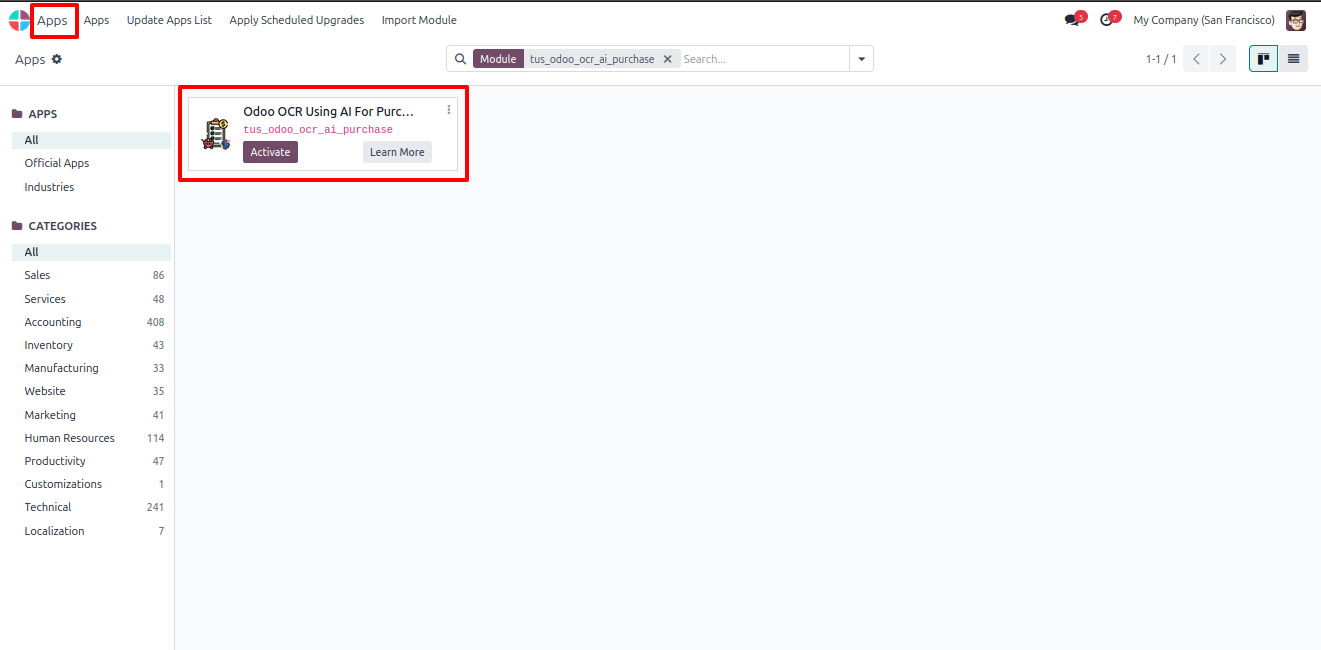 Apps Apps Update Apps List Apply Scheduled Upgrades Import Module 5 7 My Company (San Francisco)
Apps Module tus_odoo_ocr_ai_purchase Search... 1-1 / 1
APPS
All
Official Apps
Industries
CATEGORIES
All
Sales 86
Services 48
Accounting 408
Inventory 43
Manufacturing 33
Website 35
Marketing 41
Human Resources 114
Productivity 47
Customizations 1
Technical 241
Localization 7
Odoo OCR Using AI For Purc...
tus_odoo_ocr_ai_purchase
Activate Learn More